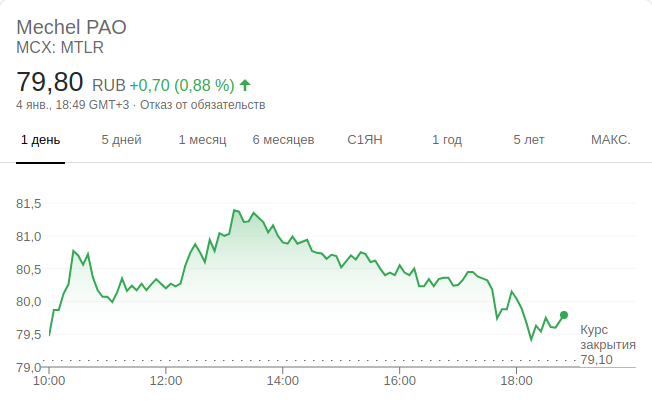 Mechel PAO
MCX: MTLR
79,80 RUB +0,70 (0,88 %)
4 янв., 18:49 GMT+3 · Отказ от обязательств
1 день 5 дней 1 месяц 6 месяцев С1ЯН 1 год 5 лет МАКС.
81,5
81,0
80,5
80,0
79,5
79,0
Курс
закрытия
79,10
10:00 12:00 14:00 16:00 18:00